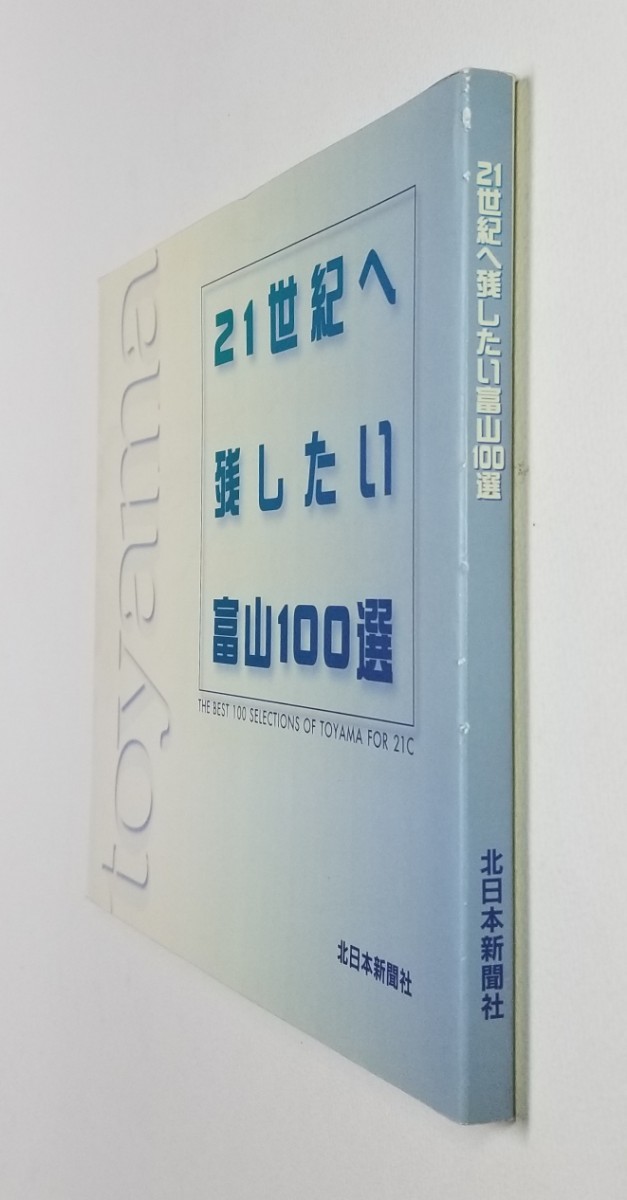 toyama
21世紀へ
残したい
富山100選
THE BEST 100 SELECTIONS OF TOYAMA FOR 21C
北日本新聞社
21世紀へ残したい富山100選
北日本新聞社